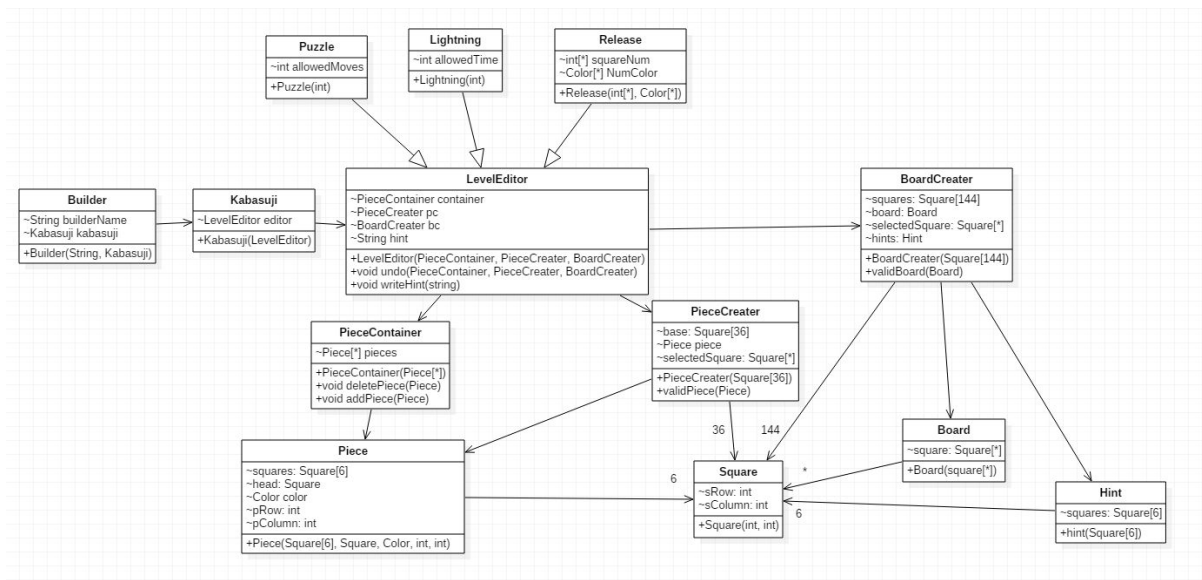 Puzzle
~int allowedMoves
+Puzzle(int)
Lightning
~int allowedTime
+Lightning(int)
Release
~int[*] squareNum
~Color[*] NumColor
+Release(int[*], Color[*])
Builder
~String builderName
~Kabasuji kabasuji
+Builder(String, Kabasuji)
Kabasuji
~LevelEditor editor
+Kabasuji(LevelEditor)
LevelEditor
~PieceContainer container
~PieceCreater pc
~BoardCreater bc
~String hint
+LevelEditor(PieceContainer, PieceCreater, BoardCreater)
+void undo(PieceContainer, PieceCreater, BoardCreater)
+void writeHint(string)
BoardCreater
~squares: Square[144]
~board: Board
~selectedSquare: Square[*]
~hints: Hint
+BoardCreater(Square[144])
+validBoard(Board)
PieceContainer
~Piece[*] pieces
+PieceContainer(Piece[*])
+void deletePiece(Piece)
+void addPiece(Piece)
PieceCreater
~base: Square[36]
~Piece piece
~selectedSquare: Square[*]
+PieceCreater(Square[36])
+validPiece(Piece)
36
144
Board
~square: Square[*]
+Board(square[*])
Piece
~squares: Square[6]
~head: Square
~Color color
~pRow: int
~pColumn: int
+Piece(Square[6], Square, Color, int, int)
6
Square
~sRow: int
~sColumn: int
+Square(int, int)
*
6
Hint
~squares: Square[6]
+hint(Square[6])